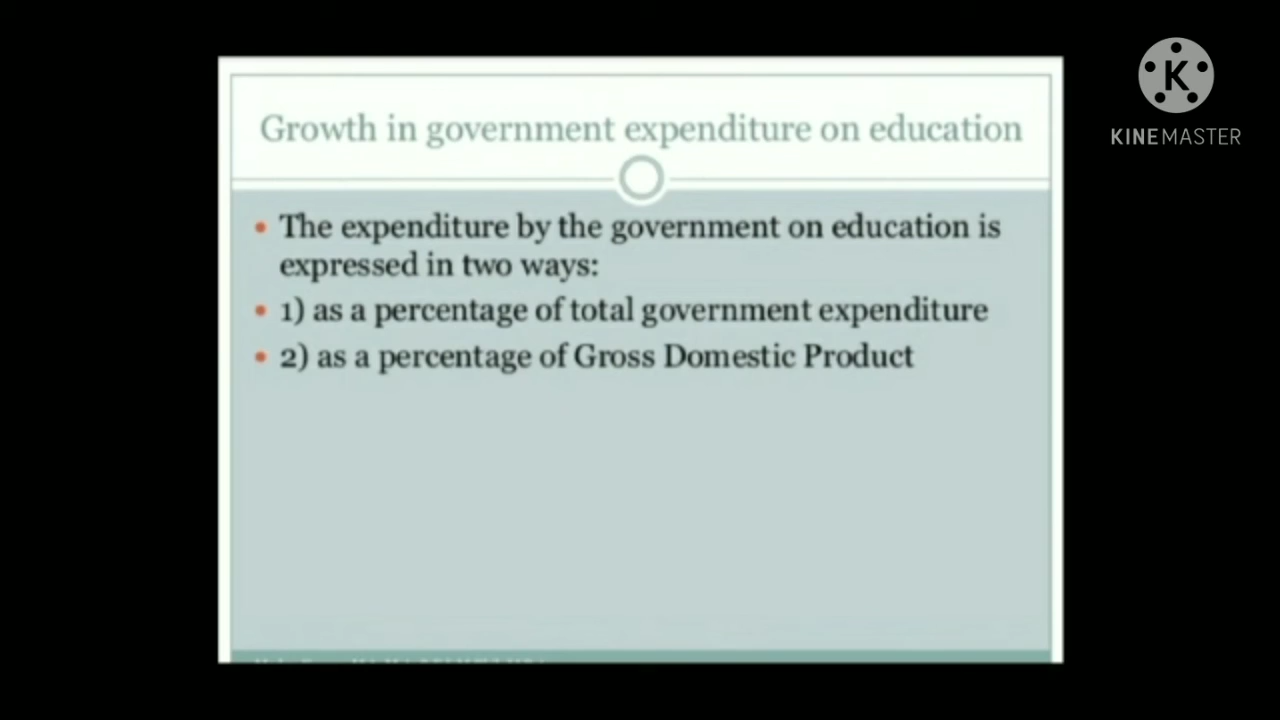 Growth in government expenditure on education
• The expenditure by the government on education is
expressed in two ways:
• 1) as a percentage of total government expenditure
• 2) as a percentage of Gross Domestic Product
K
KINEMASTER